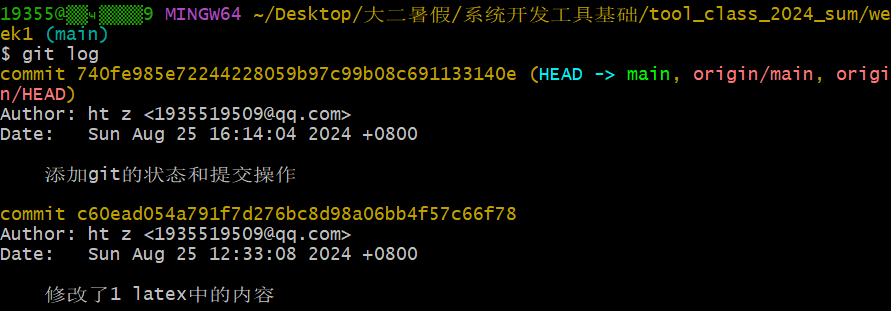 19355@ 9 MINGW64 ~/Desktop/大二暑假/系统开发工具基础/tool_class_2024_sum/we
ek1 (main)
$ git log
commit 740fe985e72244228059b97c99b08c691133140e (HEAD -> main, origin/main, origi
n/HEAD)
Author: ht z <1935519509@qq.com>
Date:   Sun Aug 25 16:14:04 2024 +0800
添加git的状态和提交操作
commit c60ead054a791f7d276bc8d98a06bb4f57c66f78
Author: ht z <1935519509@qq.com>
Date:   Sun Aug 25 12:33:08 2024 +0800
修改了1 latex中的内容